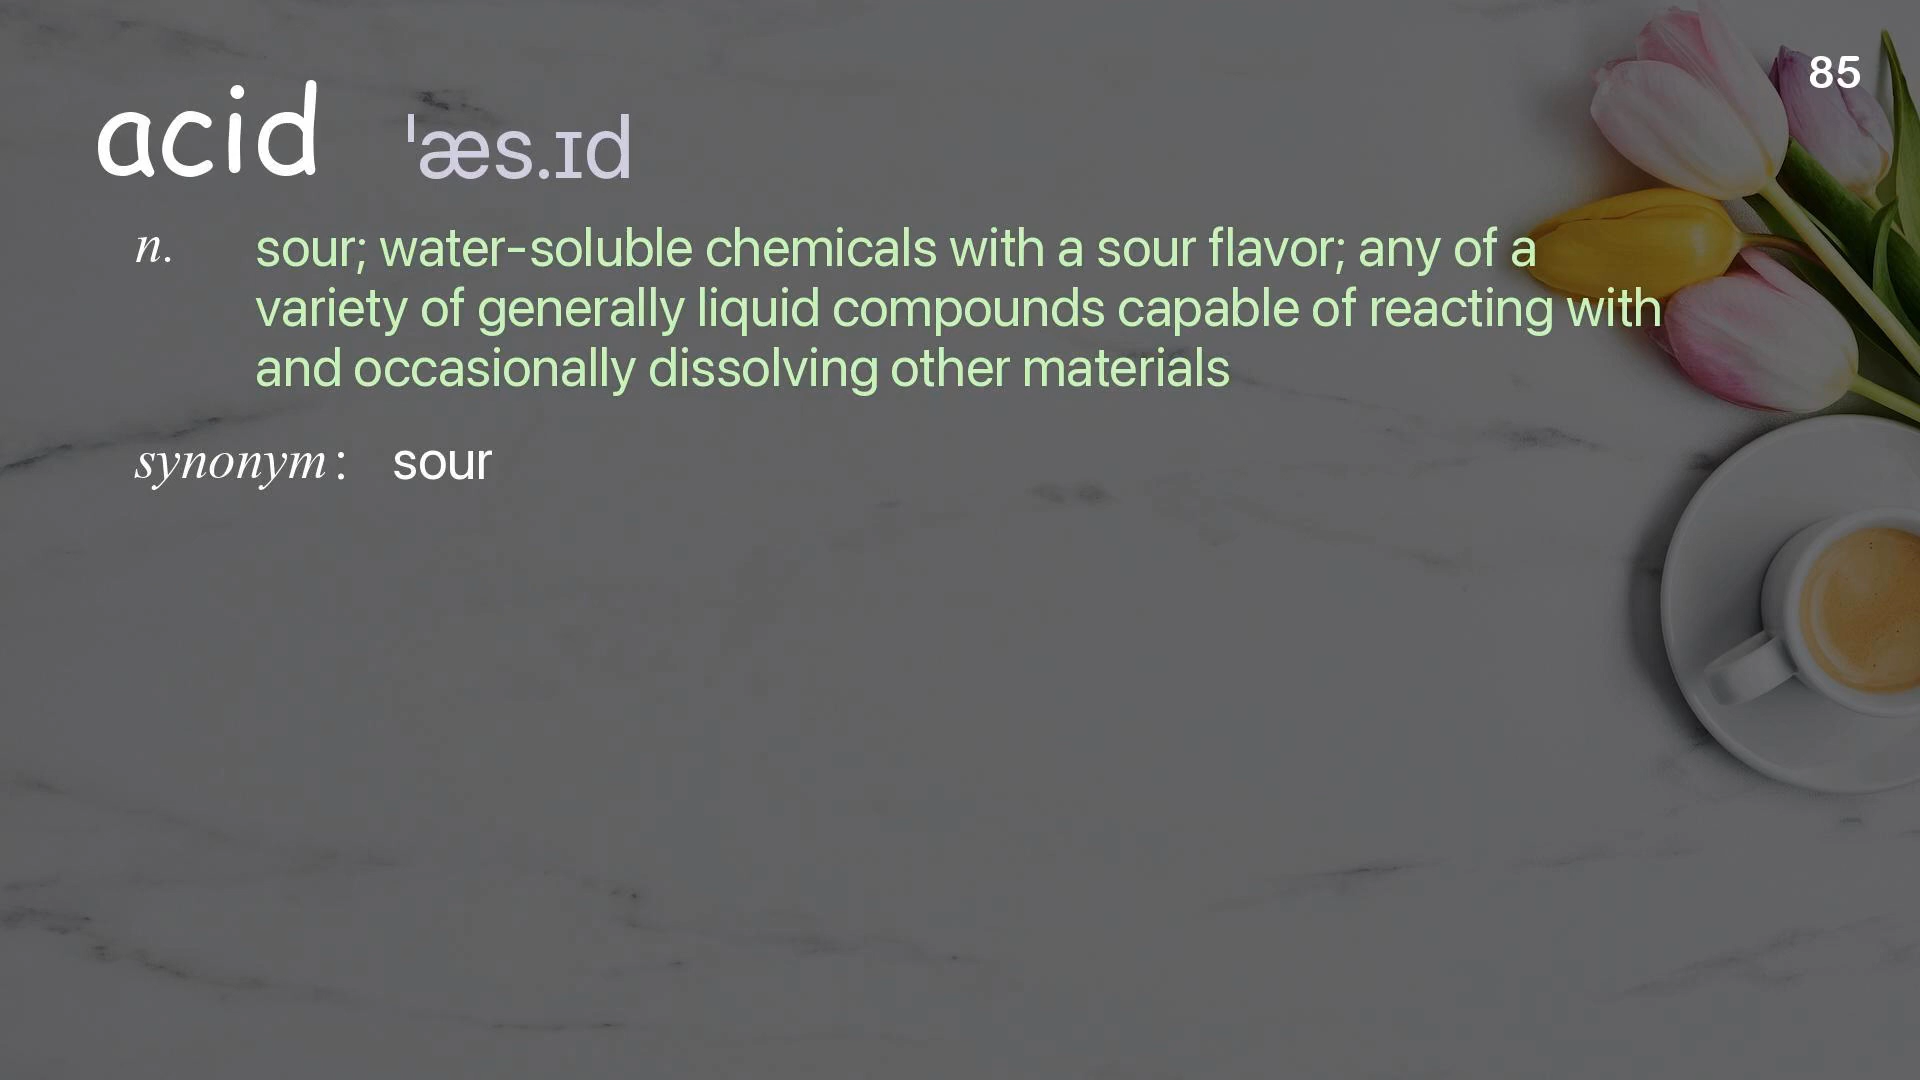 85
acid ˈæs.ɪd
n. sour; water-soluble chemicals with a sour flavor; any of a
variety of generally liquid compounds capable of reacting with
and occasionally dissolving other materials
synonym: sour